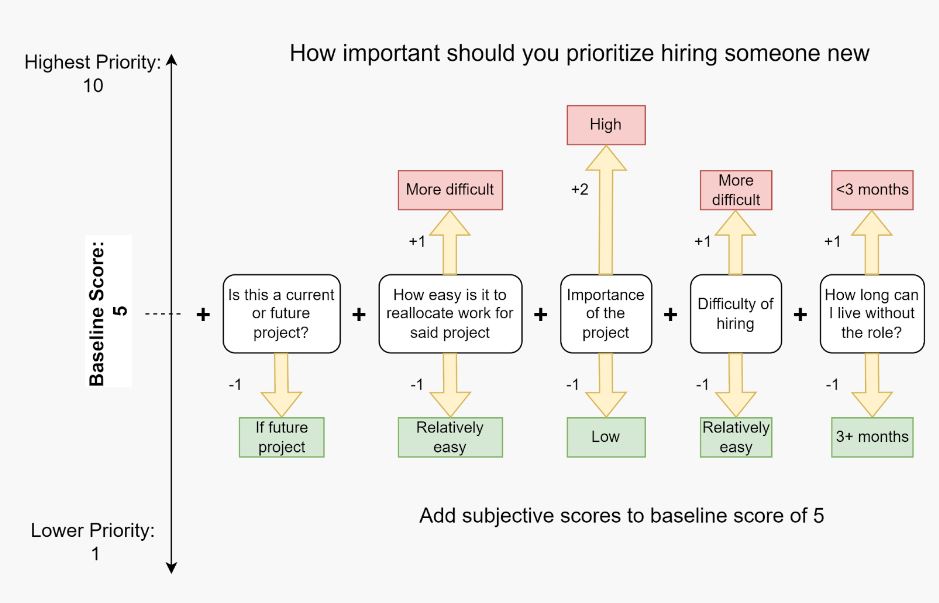 How important should you prioritize hiring someone new
Highest Priority:
10
Baseline Score:
5
Lower Priority:
1
+
Is this a current
or future
project?
-1
If future
project
+
More difficult
+1
How easy is it to
reallocate work for
said project
-1
Relatively
easy
+
High
+2
Importance
of the
project
-1
Low
+
More
difficult
+1
Difficulty of
hiring
-1
Relatively
easy
+
<3 months
+1
How long can
I live without
the role?
-1
3+ months
Add subjective scores to baseline score of 5